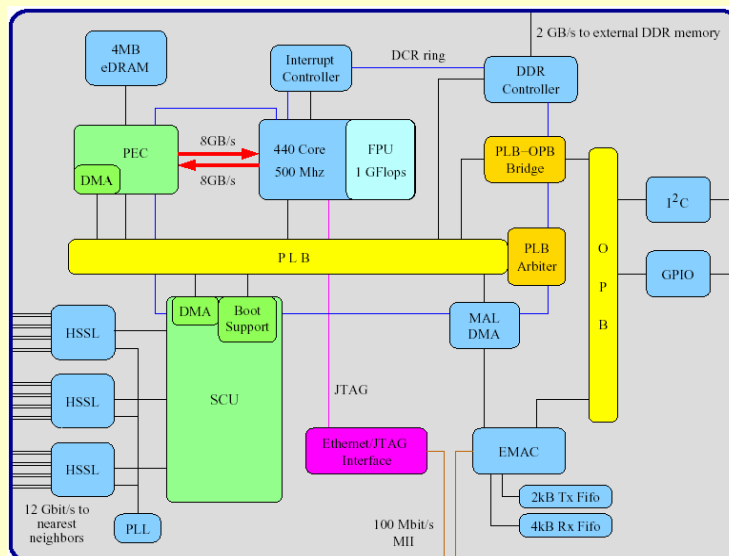 2 GB/s to external DDR memory
4MB
eDRAM
Interrupt
Controller
DCR ring
DDR
Controller
PEC
DMA
8GB/s
8GB/s
440 Core
500 Mhz
FPU
1 GFlops
PLB−OPB
Bridge
I²C
P L B
PLB
Arbiter
O
P
B
GPIO
HSSL
DMA
Boot
Support
MAL
DMA
HSSL
SCU
JTAG
HSSL
Ethernet/JTAG
Interface
EMAC
12 Gbit/s to
nearest
neighbors
PLL
100 Mbit/s
MII
2kB Tx Fifo
4kB Rx Fifo